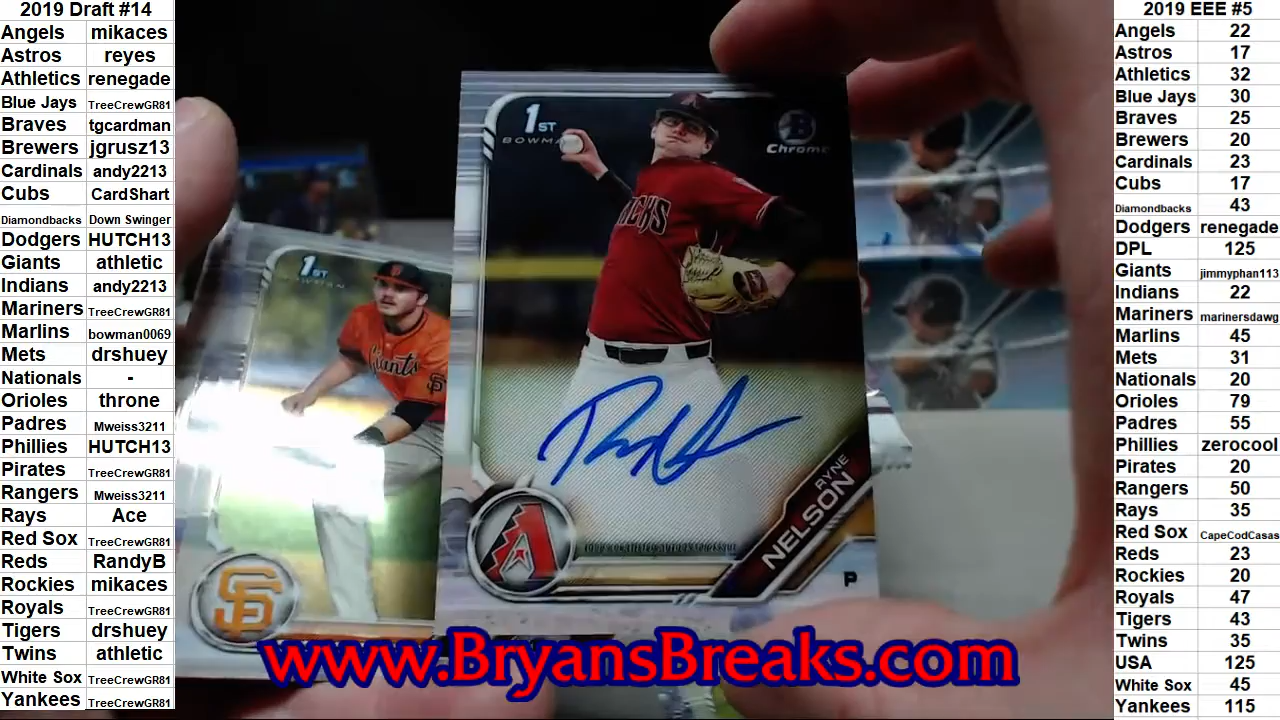 2019 Draft #14
Angels mikaces
Astros reyes
Athletics renegade
Blue Jays TreeCrewGR81
Braves tgcardman
Brewers jgrusz13
Cardinals andy2213
Cubs CardShart
Diamondbacks Down Swinger
Dodgers HUTCH13
Giants athletic
Indians andy2213
Mariners TreeCrewGR81
Marlins bowman0069
Mets drshuey
Nationals -
Orioles throne
Padres Mweiss3211
Phillies HUTCH13
Pirates TreeCrewGR81
Rangers Mweiss3211
Rays Ace
Red Sox TreeCrewGR81
Reds RandyB
Rockies mikaces
Royals TreeCrewGR81
Tigers drshuey
Twins athletic
White Sox TreeCrewGR81
Yankees TreeCrewGR81
1ST
BOWMAN
B
Chrome
RYNE
NELSON
A
P
1ST
Giants
SF
SF
www.BryansBreaks.com
2019 EEE #5
Angels 22
Astros 17
Athletics 32
Blue Jays 30
Braves 25
Brewers 20
Cardinals 23
Cubs 17
Diamondbacks 43
Dodgers renegade
DPL 125
Giants jimmyphan113
Indians 22
Mariners marinersdawg
Marlins 45
Mets 31
Nationals 20
Orioles 79
Padres 55
Phillies zerocool
Pirates 20
Rangers 50
Rays 35
Red Sox CapeCodCasas
Reds 23
Rockies 20
Royals 47
Tigers 43
Twins 35
USA 125
White Sox 45
Yankees 115